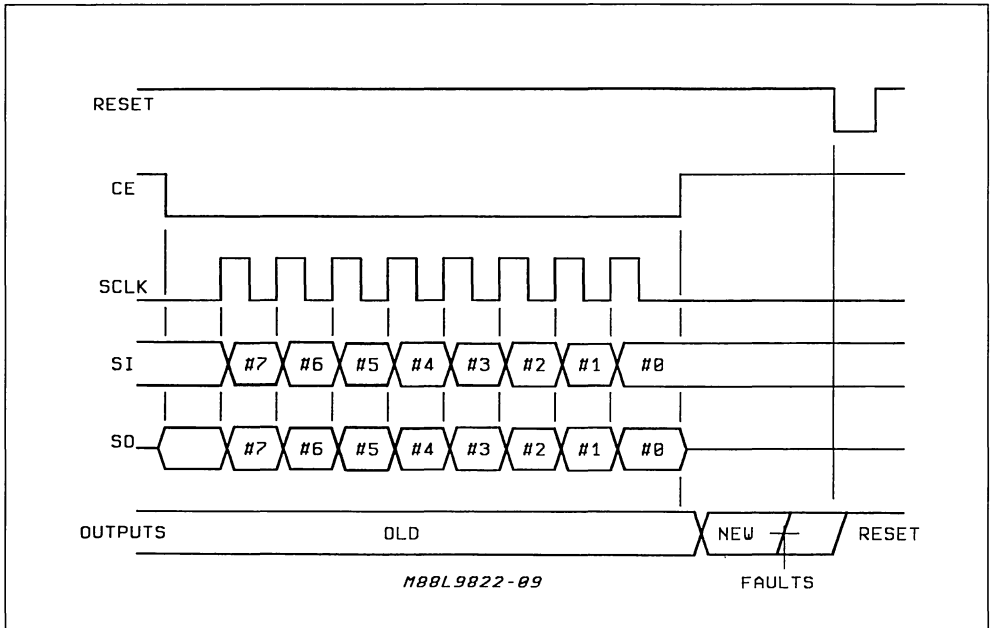 RESET
CE
SCLK
SI #7 #6 #5 #4 #3 #2 #1 #0
SO #7 #6 #5 #4 #3 #2 #1 #0
OUTPUTS OLD NEW RESET
M88L9822-09 FAULTS